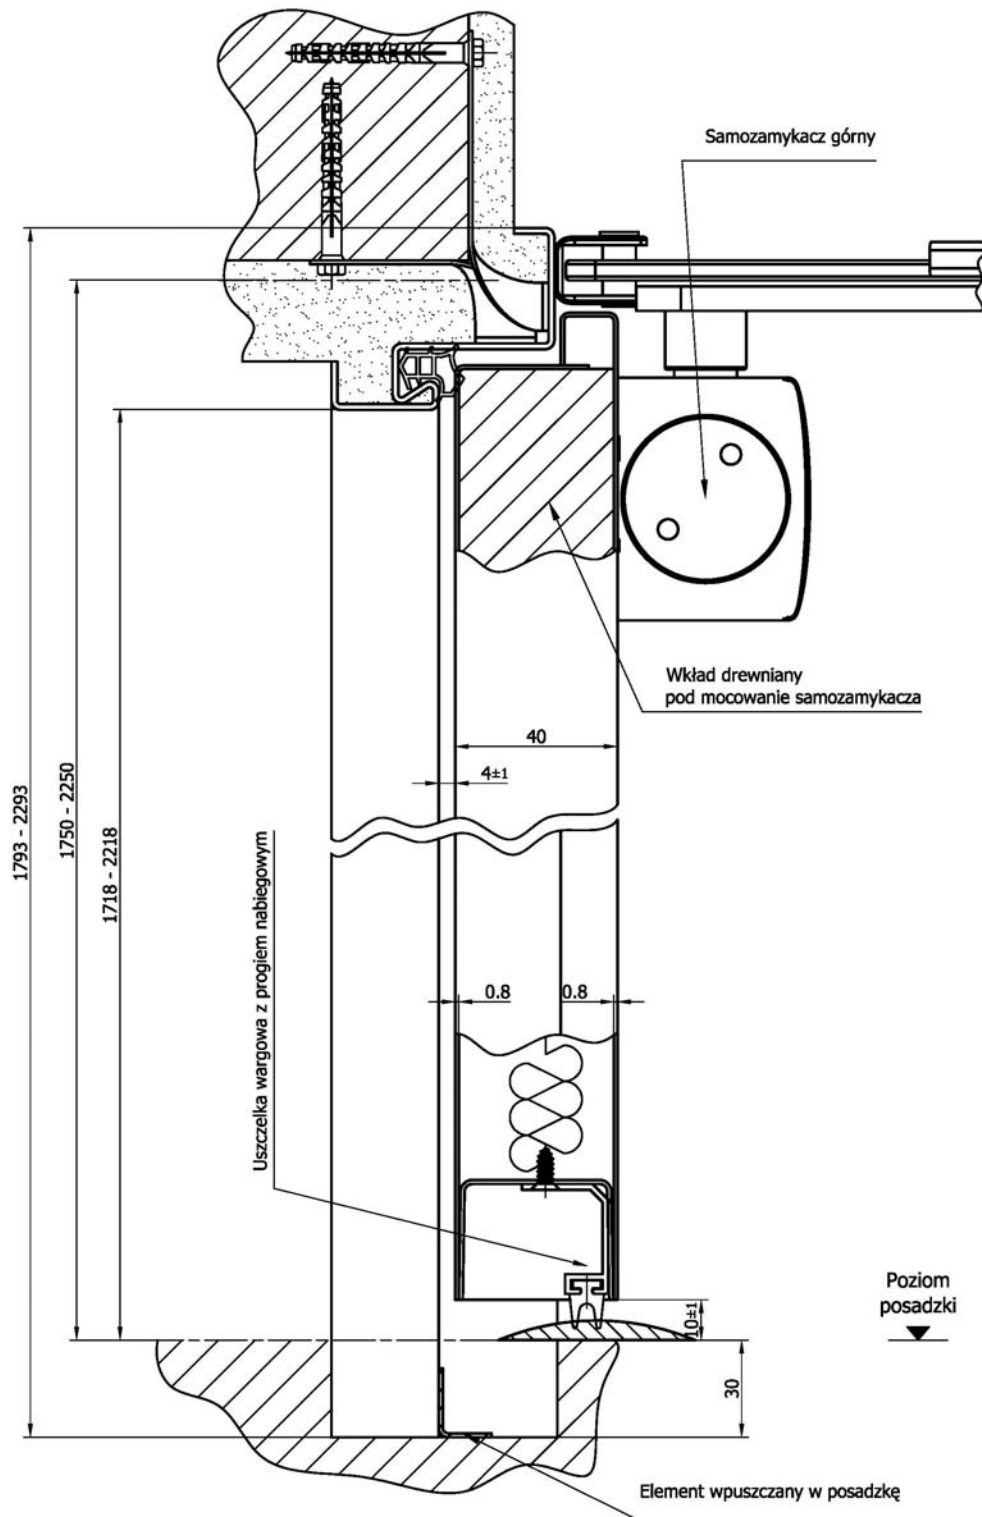 Samozamykacz górny
Wkład drewniany
pod mocowanie samozamykacza
40
4±1
1793 - 2293
1750 - 2250
1718 - 2218
Uszczelka wargowa z progiem nabiegowym
0.8
0.8
10±1
30
Poziom
posadzki
Element wpuszczany w posadzkę